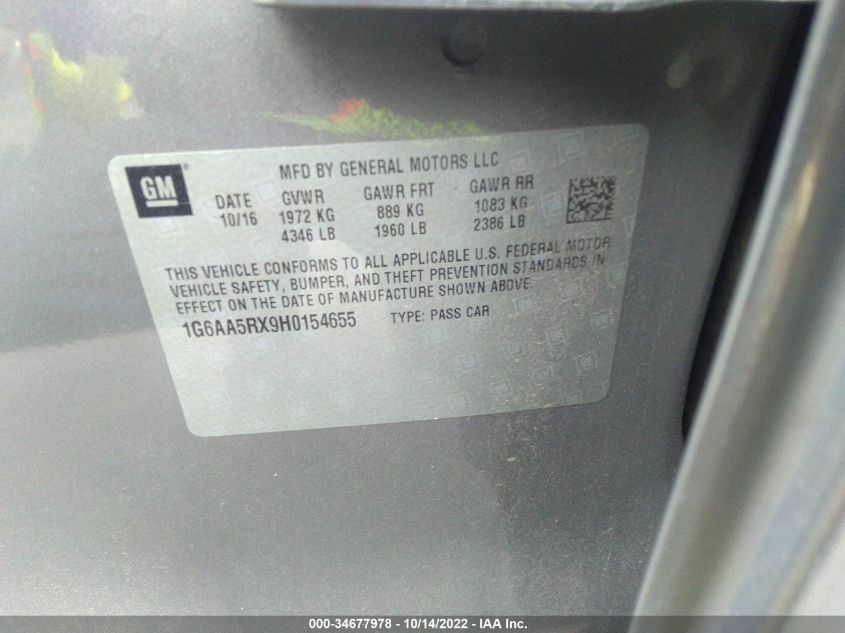 MFD BY GENERAL MOTORS LLC
GM®
DATE GVWR GAWR FRT GAWR RR
10/16 1972 KG 889 KG 1083 KG
4346 LB 1960 LB 2386 LB
THIS VEHICLE CONFORMS TO ALL APPLICABLE U.S. FEDERAL MOTOR
VEHICLE SAFETY, BUMPER, AND THEFT PREVENTION STANDARDS IN
EFFECT ON THE DATE OF MANUFACTURE SHOWN ABOVE
1G6AA5RX9H0154655 TYPE: PASS CAR
000-34677978 - 10/14/2022 - IAA Inc.